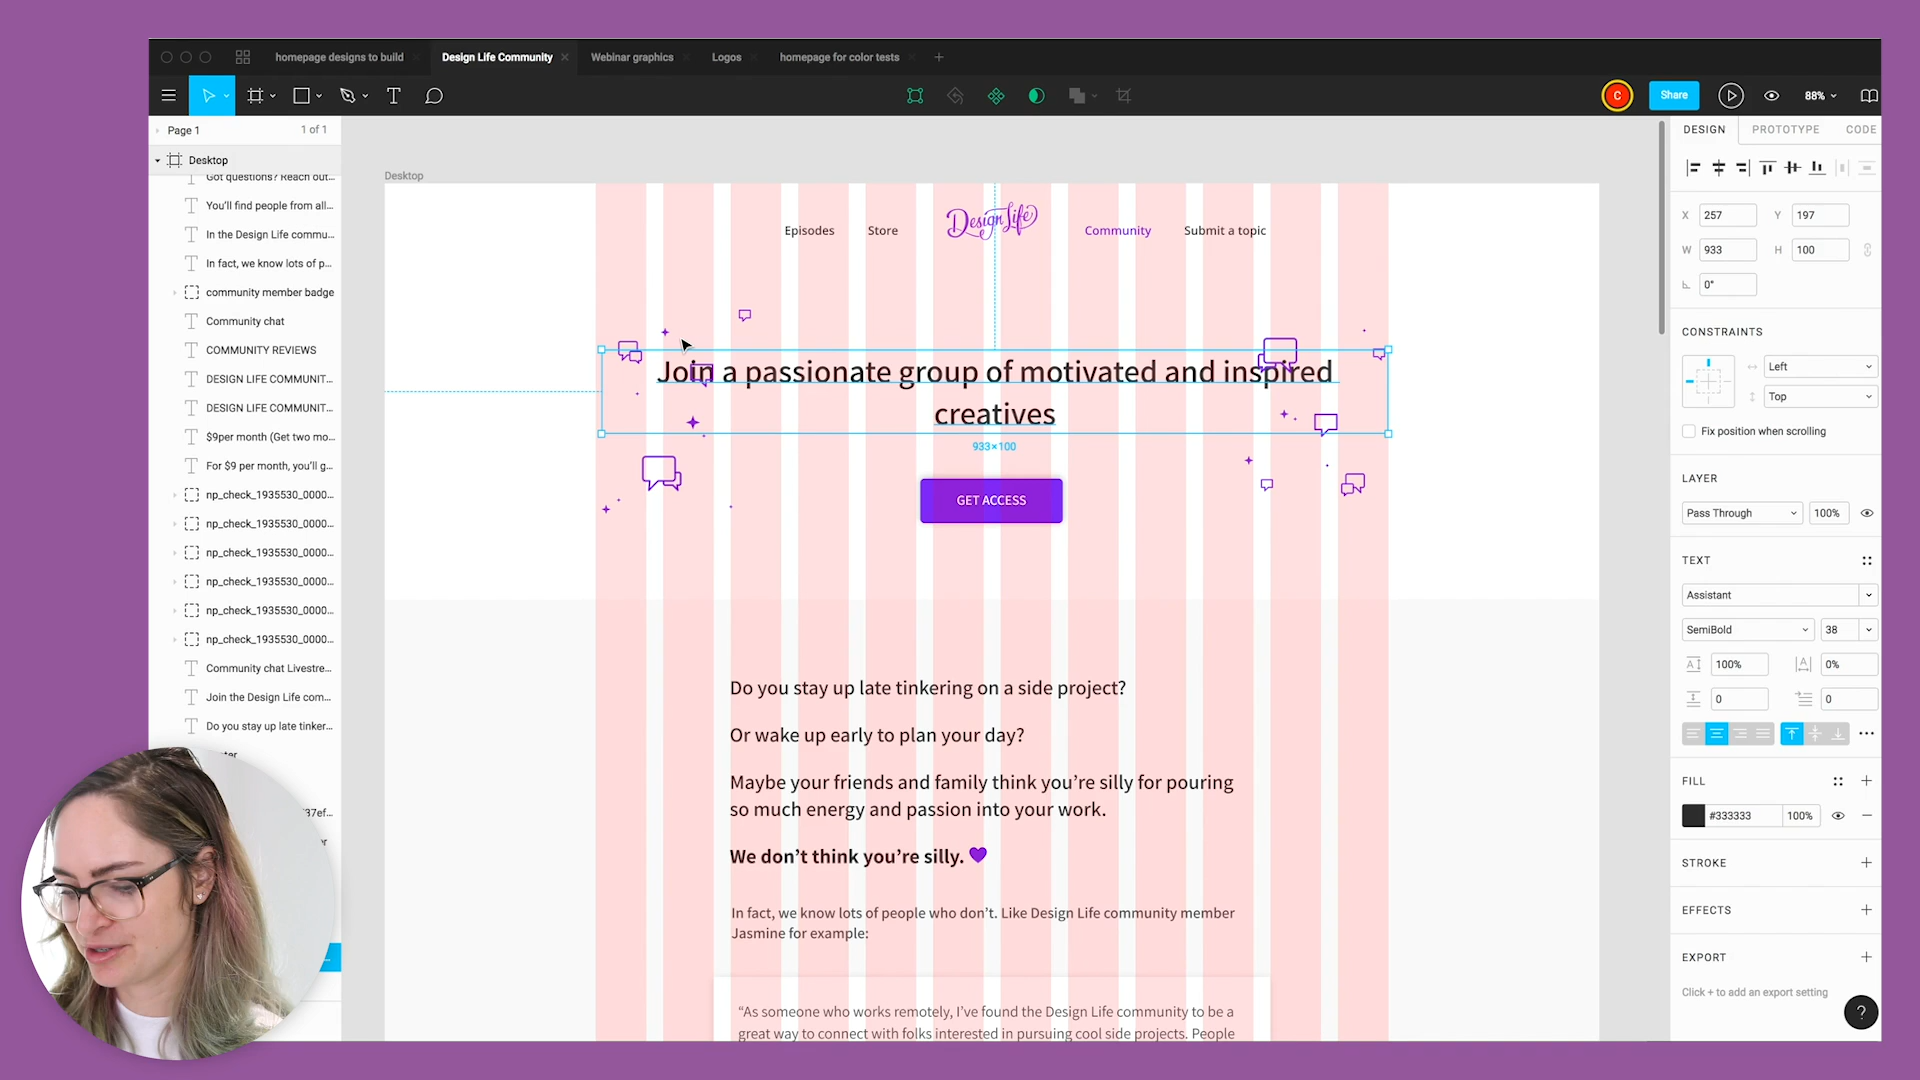 homepage designs to build
Design Life Community
Webinar graphics
Logos
homepage for color tests
C
Share
88%
Page 1
1 of 1
Desktop
Got questions? Reach out...
You'll find people from all...
In the Design Life commu...
In fact, we know lots of p...
community member badge
Community chat
COMMUNITY REVIEWS
DESIGN LIFE COMMUNIT...
DESIGN LIFE COMMUNIT...
$9per month (Get two mo...
For $9 per month, you'll g...
np_check_1935530_0000...
np_check_1935530_0000...
np_check_1935530_0000...
np_check_1935530_0000...
np_check_1935530_0000...
np_check_1935530_0000...
Community chat Livestre...
Join the Design Life com...
Do you stay up late tinker...
Desktop
Episodes
Store
Design Life
Community
Submit a topic
Join a passionate group of motivated and inspired
creatives
933×100
GET ACCESS
Do you stay up late tinkering on a side project?
Or wake up early to plan your day?
Maybe your friends and family think you're silly for pouring
so much energy and passion into your work.
We don't think you're silly. 💜
In fact, we know lots of people who don't. Like Design Life community member
Jasmine for example:
“As someone who works remotely, I've found the Design Life community to be a
great way to connect with folks interested in pursuing cool side projects. People
DESIGN
PROTOTYPE
CODE
X 257
Y 197
W 933
H 100
0°
CONSTRAINTS
Left
Top
Fix position when scrolling
LAYER
Pass Through
100%
TEXT
Assistant
SemiBold
38
100%
0%
0
0
FILL
#333333
100%
STROKE
EFFECTS
EXPORT
Click + to add an export setting
?